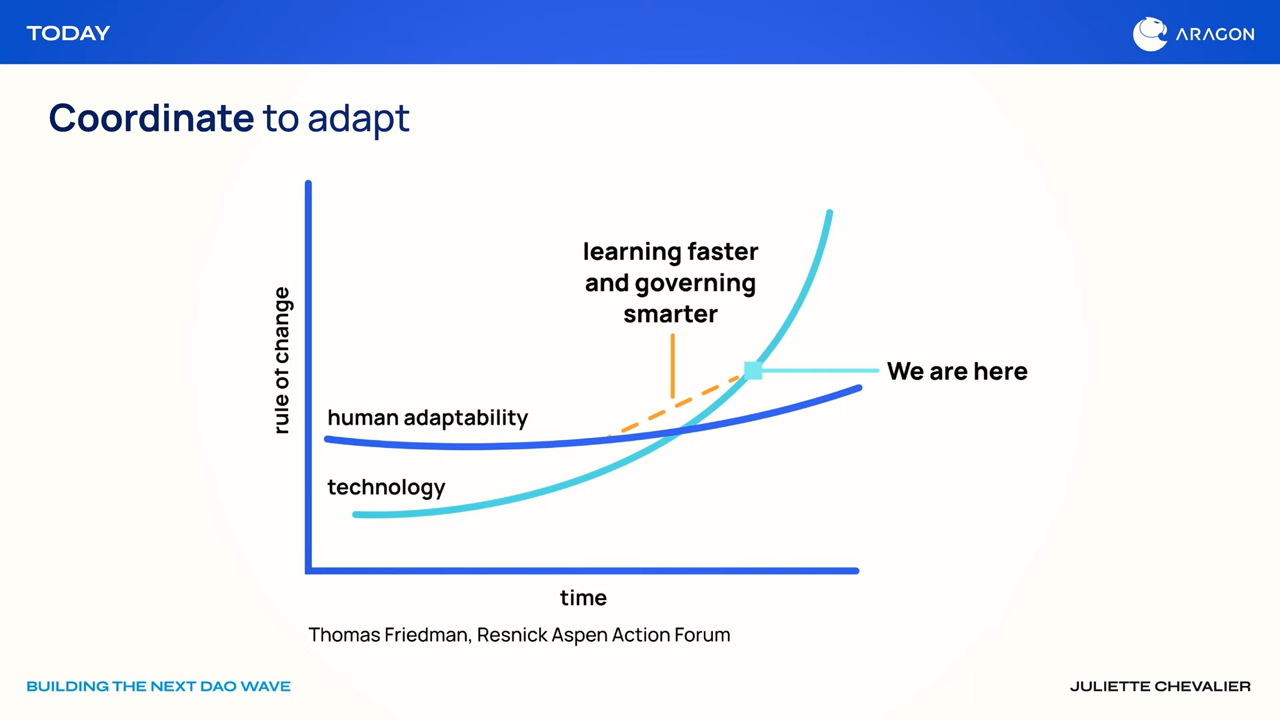 TODAY
ARAGON
Coordinate to adapt
learning faster
and governing
smarter
rule of change
We are here
human adaptability
technology
time
Thomas Friedman, Resnick Aspen Action Forum
BUILDING THE NEXT DAO WAVE
JULIETTE CHEVALIER